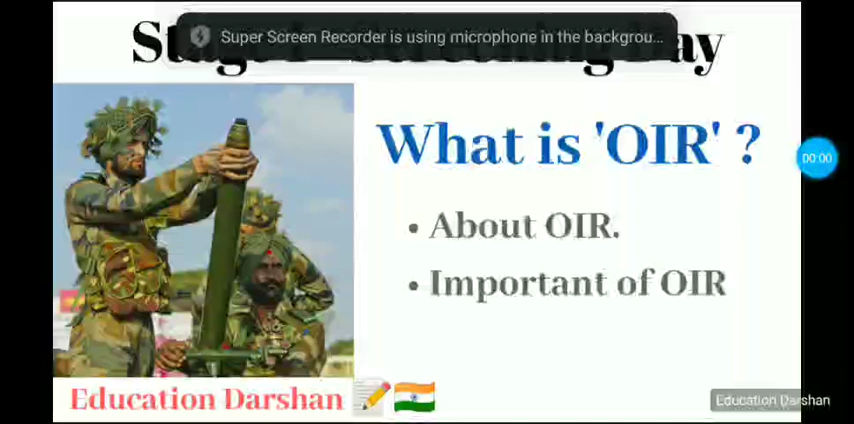 Super Screen Recorder is using microphone in the backgrou...
What is 'OIR' ?
00:00
• About OIR.
• Important of OIR
Education Darshan
Education Darshan